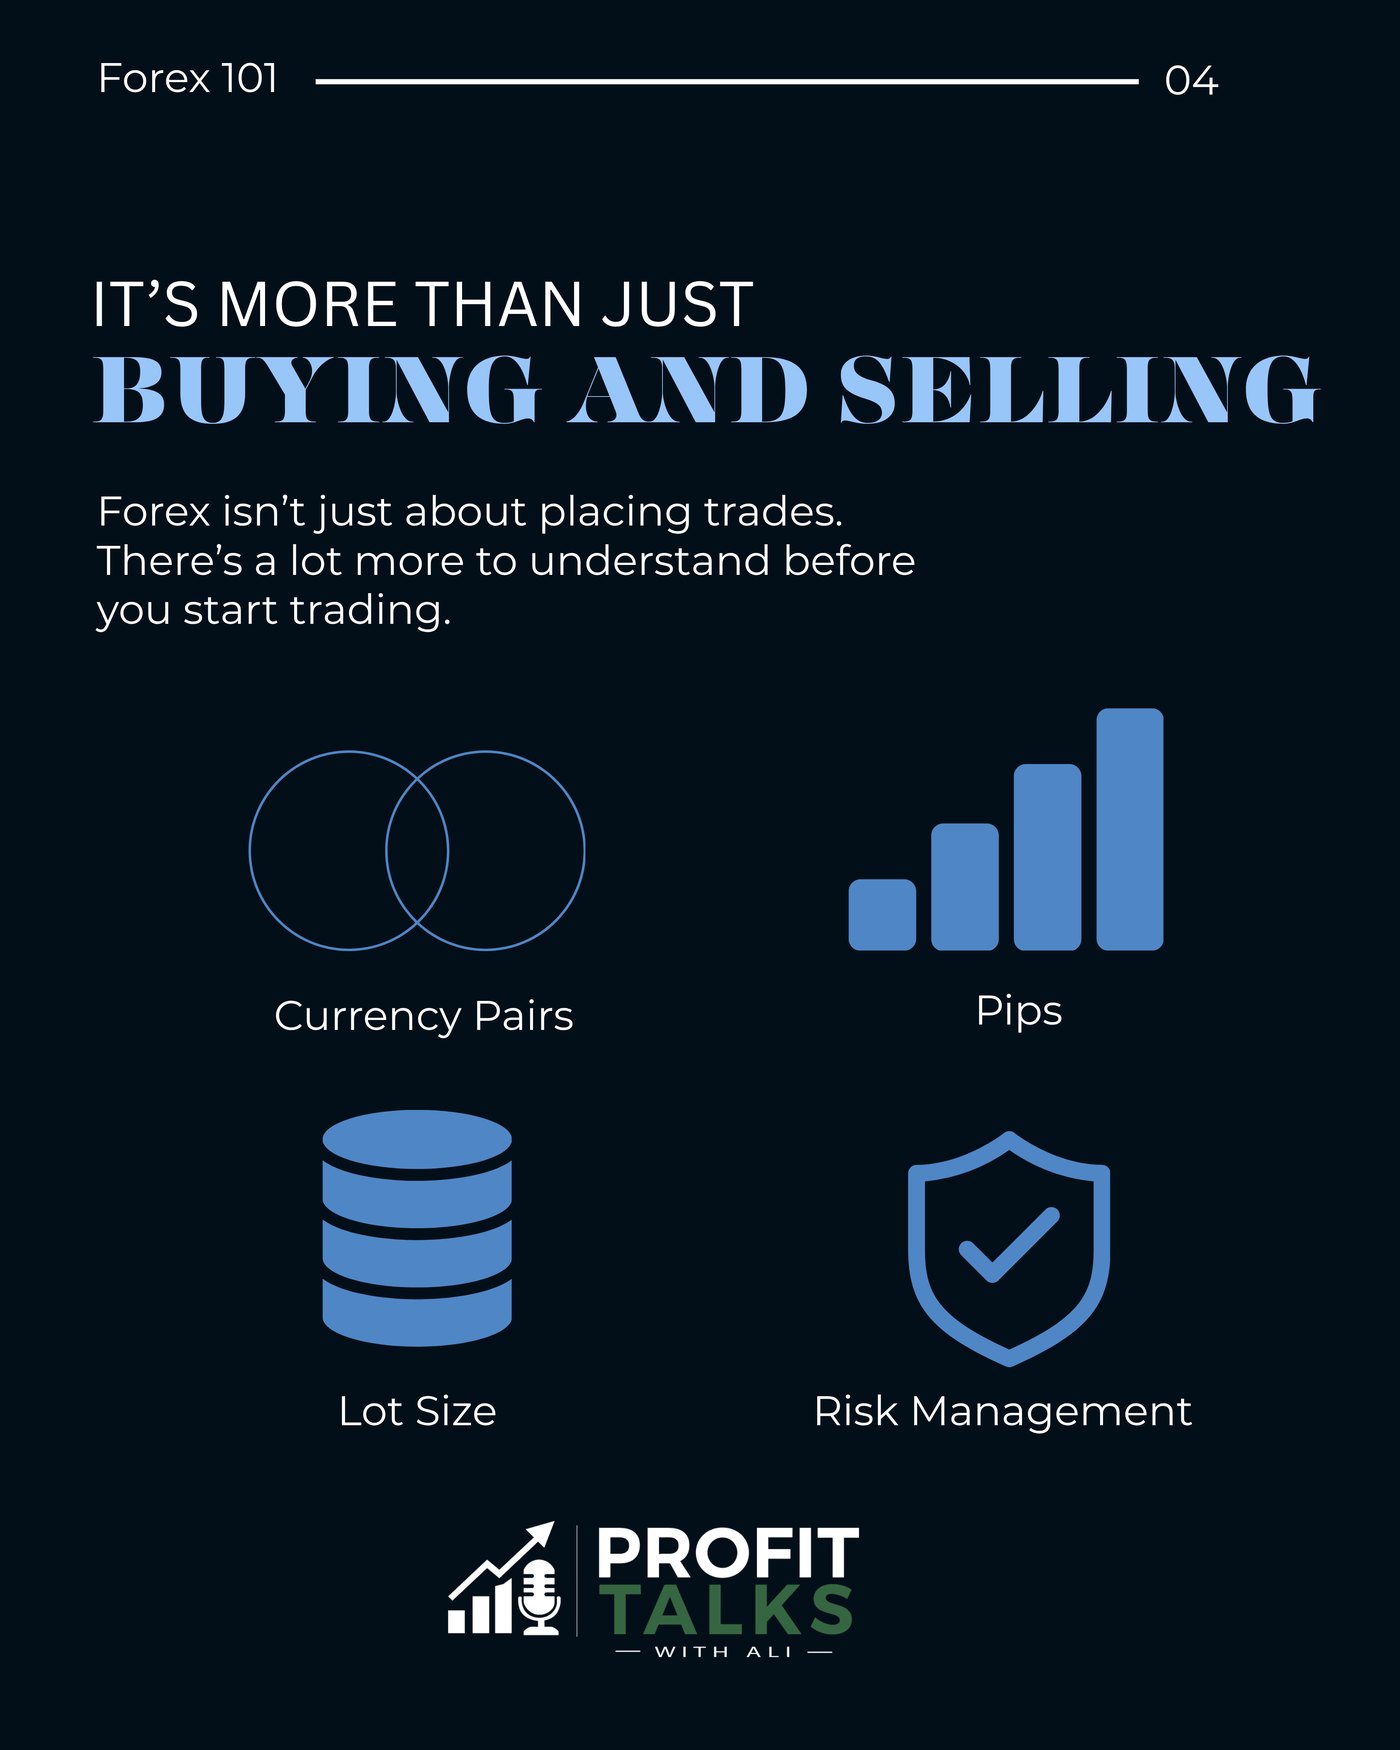 Forex 101
04
IT’S MORE THAN JUST
BUYING AND SELLING
Forex isn’t just about placing trades.
There’s a lot more to understand before
you start trading.
Currency Pairs
Pips
Lot Size
Risk Management
PROFIT
TALKS
— WITH ALI —